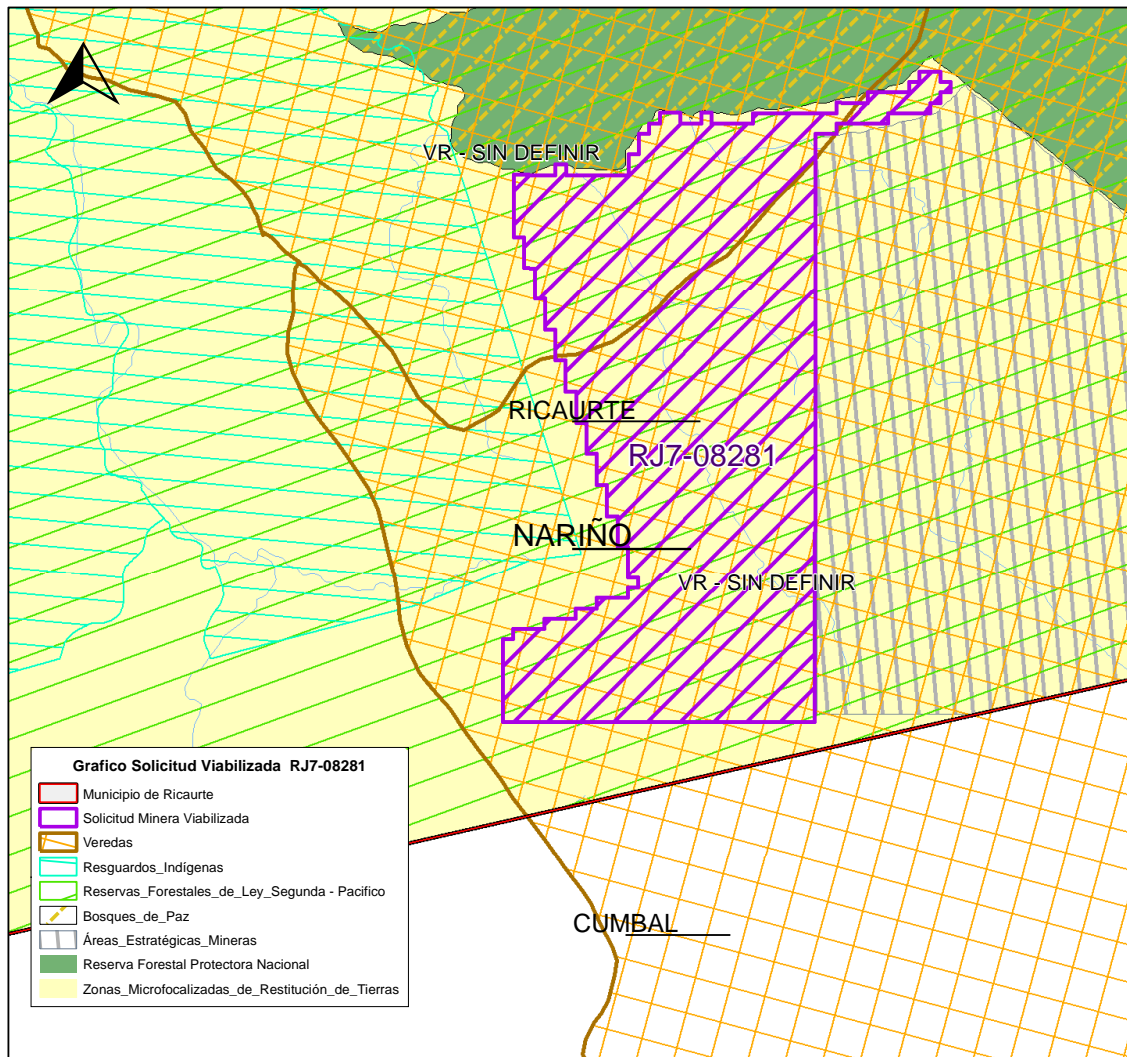 VR - SIN DEFINIR
RICAURTE
RJ7-08281
NARIÑO
VR - SIN DEFINIR
CUMBAL
Grafico Solicitud Viabilizada RJ7-08281
Municipio de Ricaurte
Solicitud Minera Viabilizada
Veredas
Resguardos_Indígenas
Reservas_Forestales_de_Ley_Segunda - Pacifico
Bosques_de_Paz
Áreas_Estratégicas_Mineras
Reserva Forestal Protectora Nacional
Zonas_Microfocalizadas_de_Restitución_de_Tierras